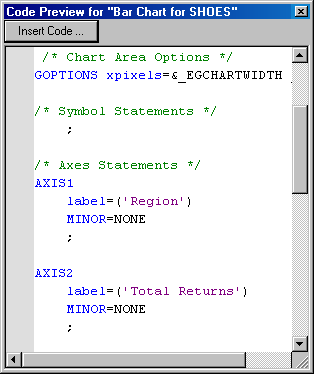 Code Preview for "Bar Chart for SHOES"
Insert Code ...
/* Chart Area Options */
GOPTIONS xpixels=&_EGCHARTWIDTH
/* Symbol Statements */
;
/* Axes Statements */
AXIS1
label=('Region')
MINOR=NONE
;
AXIS2
label=('Total Returns')
MINOR=NONE
;